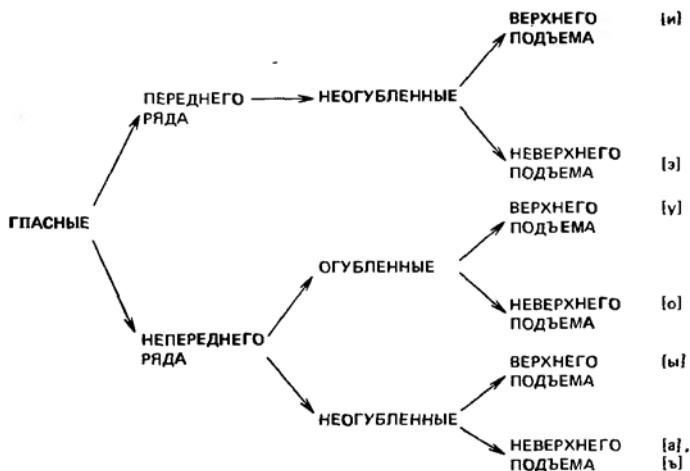 ВЕРХНЕГО [и]
ПОДЪЕМА
ПЕРЕДНЕГО НЕОГУБЛЕННЫЕ
РЯДА
НЕВЕРХНЕГО [э]
ПОДЪЕМА
ГЛАСНЫЕ
ВЕРХНЕГО [у]
ПОДЪЕМА
ОГУБЛЕННЫЕ
НЕВЕРХНЕГО [о]
ПОДЪЕМА
НЕПЕРЕДНЕГО
РЯДА
ВЕРХНЕГО [ы]
ПОДЪЕМА
НЕОГУБЛЕННЫЕ
НЕВЕРХНЕГО [а],
ПОДЪЕМА [ъ]